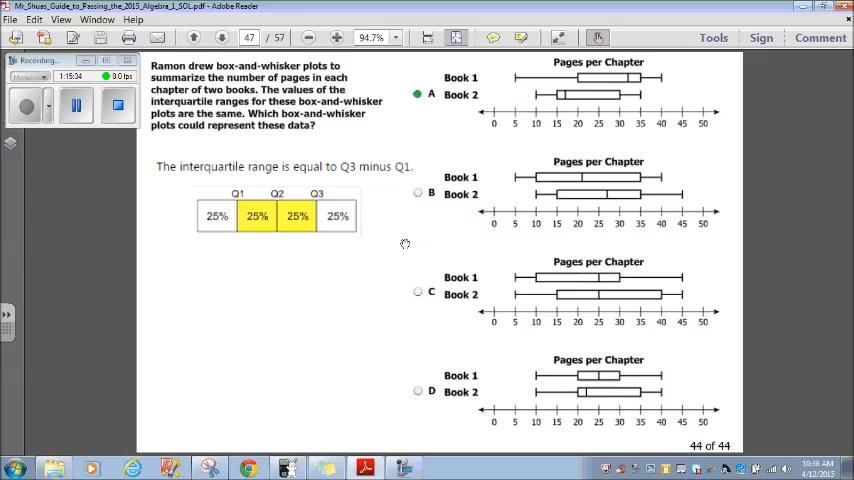 Mr_Shuas_Guide_to_Passing_the_2015_Algebra_1_SOL.pdf - Adobe Reader
File Edit View Window Help
47 / 57 94.7% Tools Sign Comment
Recording...
Menu 1:15:34 8.0 fps
Ramon drew box-and-whisker plots to
summarize the number of pages in each
chapter of two books. The values of the
interquartile ranges for these box-and-whisker
plots are the same. Which box-and-whisker
plots could represent these data?
The interquartile range is equal to Q3 minus Q1.
Q1 Q2 Q3
25% 25% 25% 25%
Pages per Chapter
Book 1
A Book 2
0 5 10 15 20 25 30 35 40 45 50
Pages per Chapter
Book 1
B Book 2
0 5 10 15 20 25 30 35 40 45 50
Pages per Chapter
Book 1
C Book 2
0 5 10 15 20 25 30 35 40 45 50
Pages per Chapter
Book 1
D Book 2
0 5 10 15 20 25 30 35 40 45 50
44 of 44
10:38 AM
4/12/2015